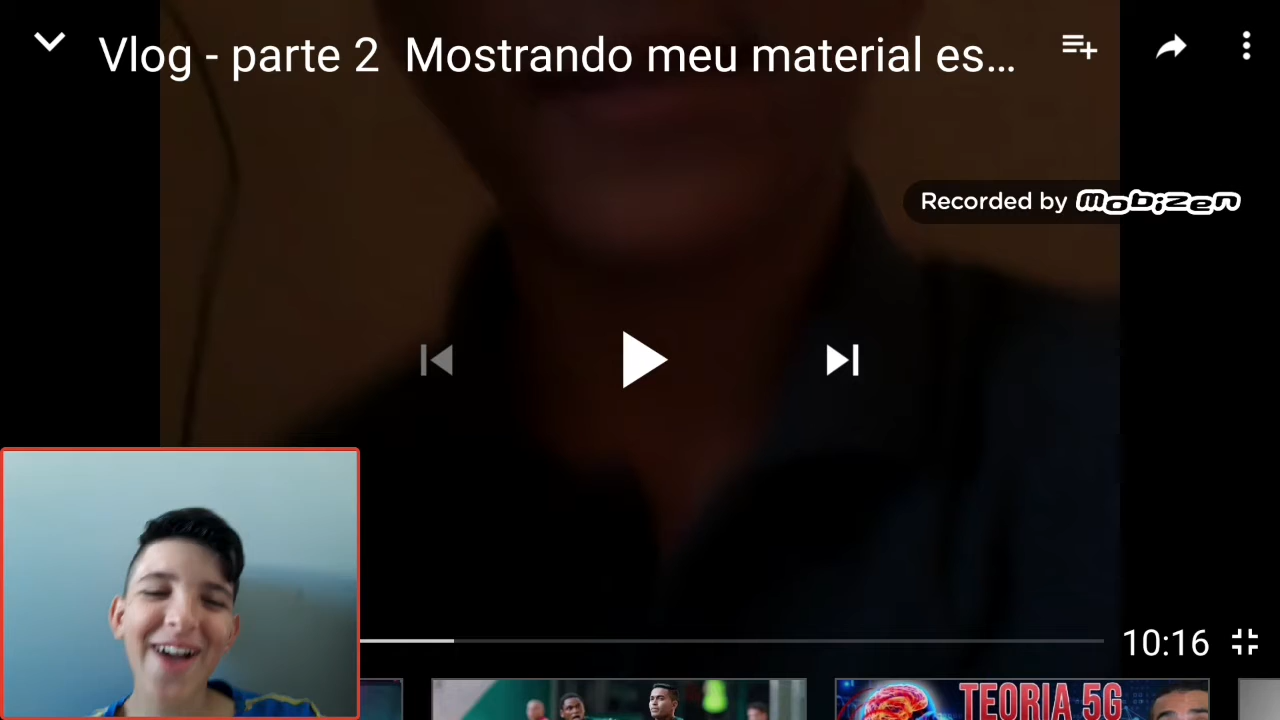 Vlog - parte 2  Mostrando meu material es...
Recorded by mobizen
10:16
TEORIA 5G